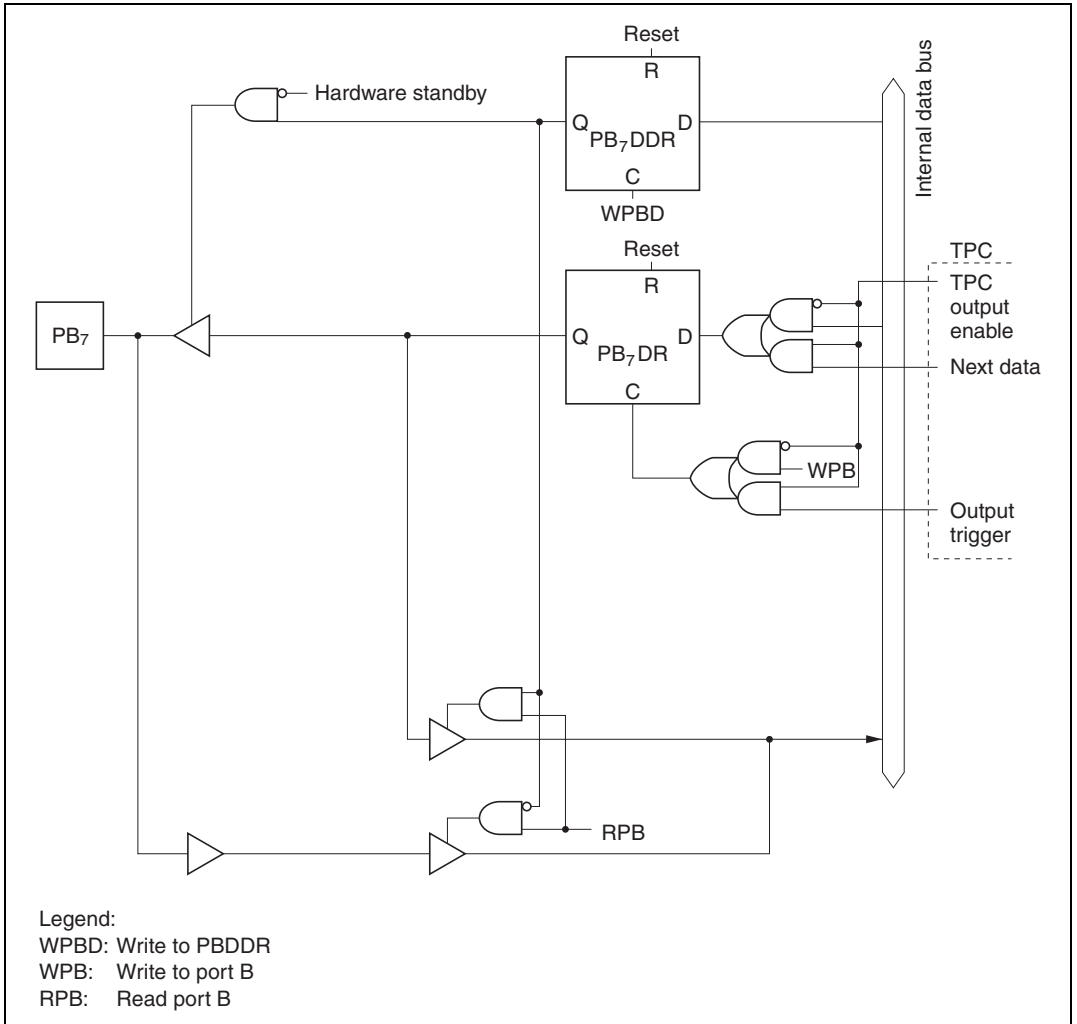 Reset
R
Hardware standby
Q
D
PB7DDR
C
WPBD
Internal data bus
Reset
R
TPC
TPC
output
enable
PB7
Q
D
PB7DR
Next data
C
WPB
Output
trigger
RPB
Legend:
WPBD: Write to PBDDR
WPB: Write to port B
RPB: Read port B